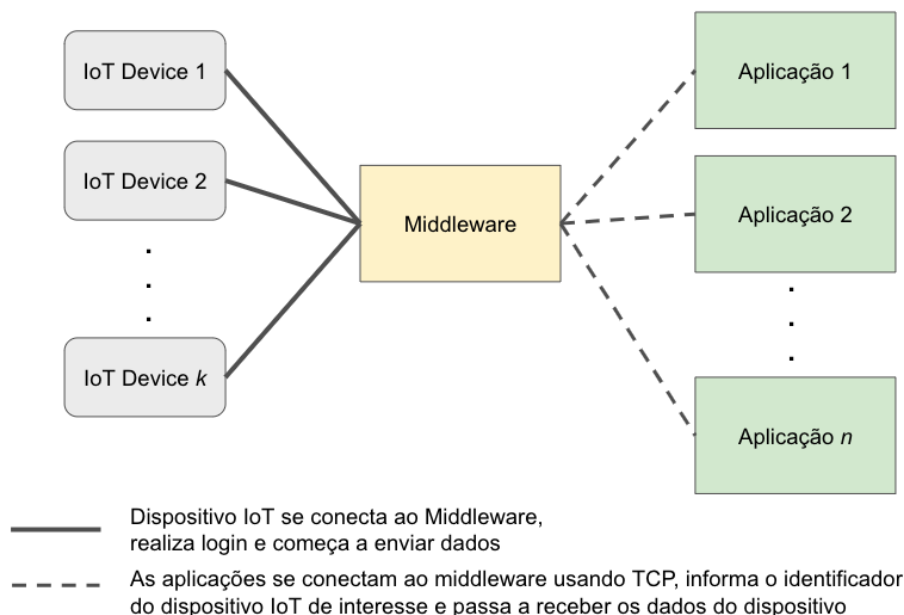 IoT Device 1
IoT Device 2
.
.
.
IoT Device k
Middleware
Aplicação 1
Aplicação 2
.
.
.
Aplicação n
Dispositivo IoT se conecta ao Middleware,
realiza login e começa a enviar dados
As aplicações se conectam ao middleware usando TCP, informa o identificador
do dispositivo IoT de interesse e passa a receber os dados do dispositivo